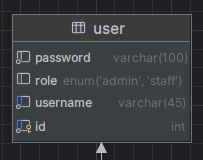 user
password varchar(100)
role enum('admin', 'staff')
username varchar(45)
id int